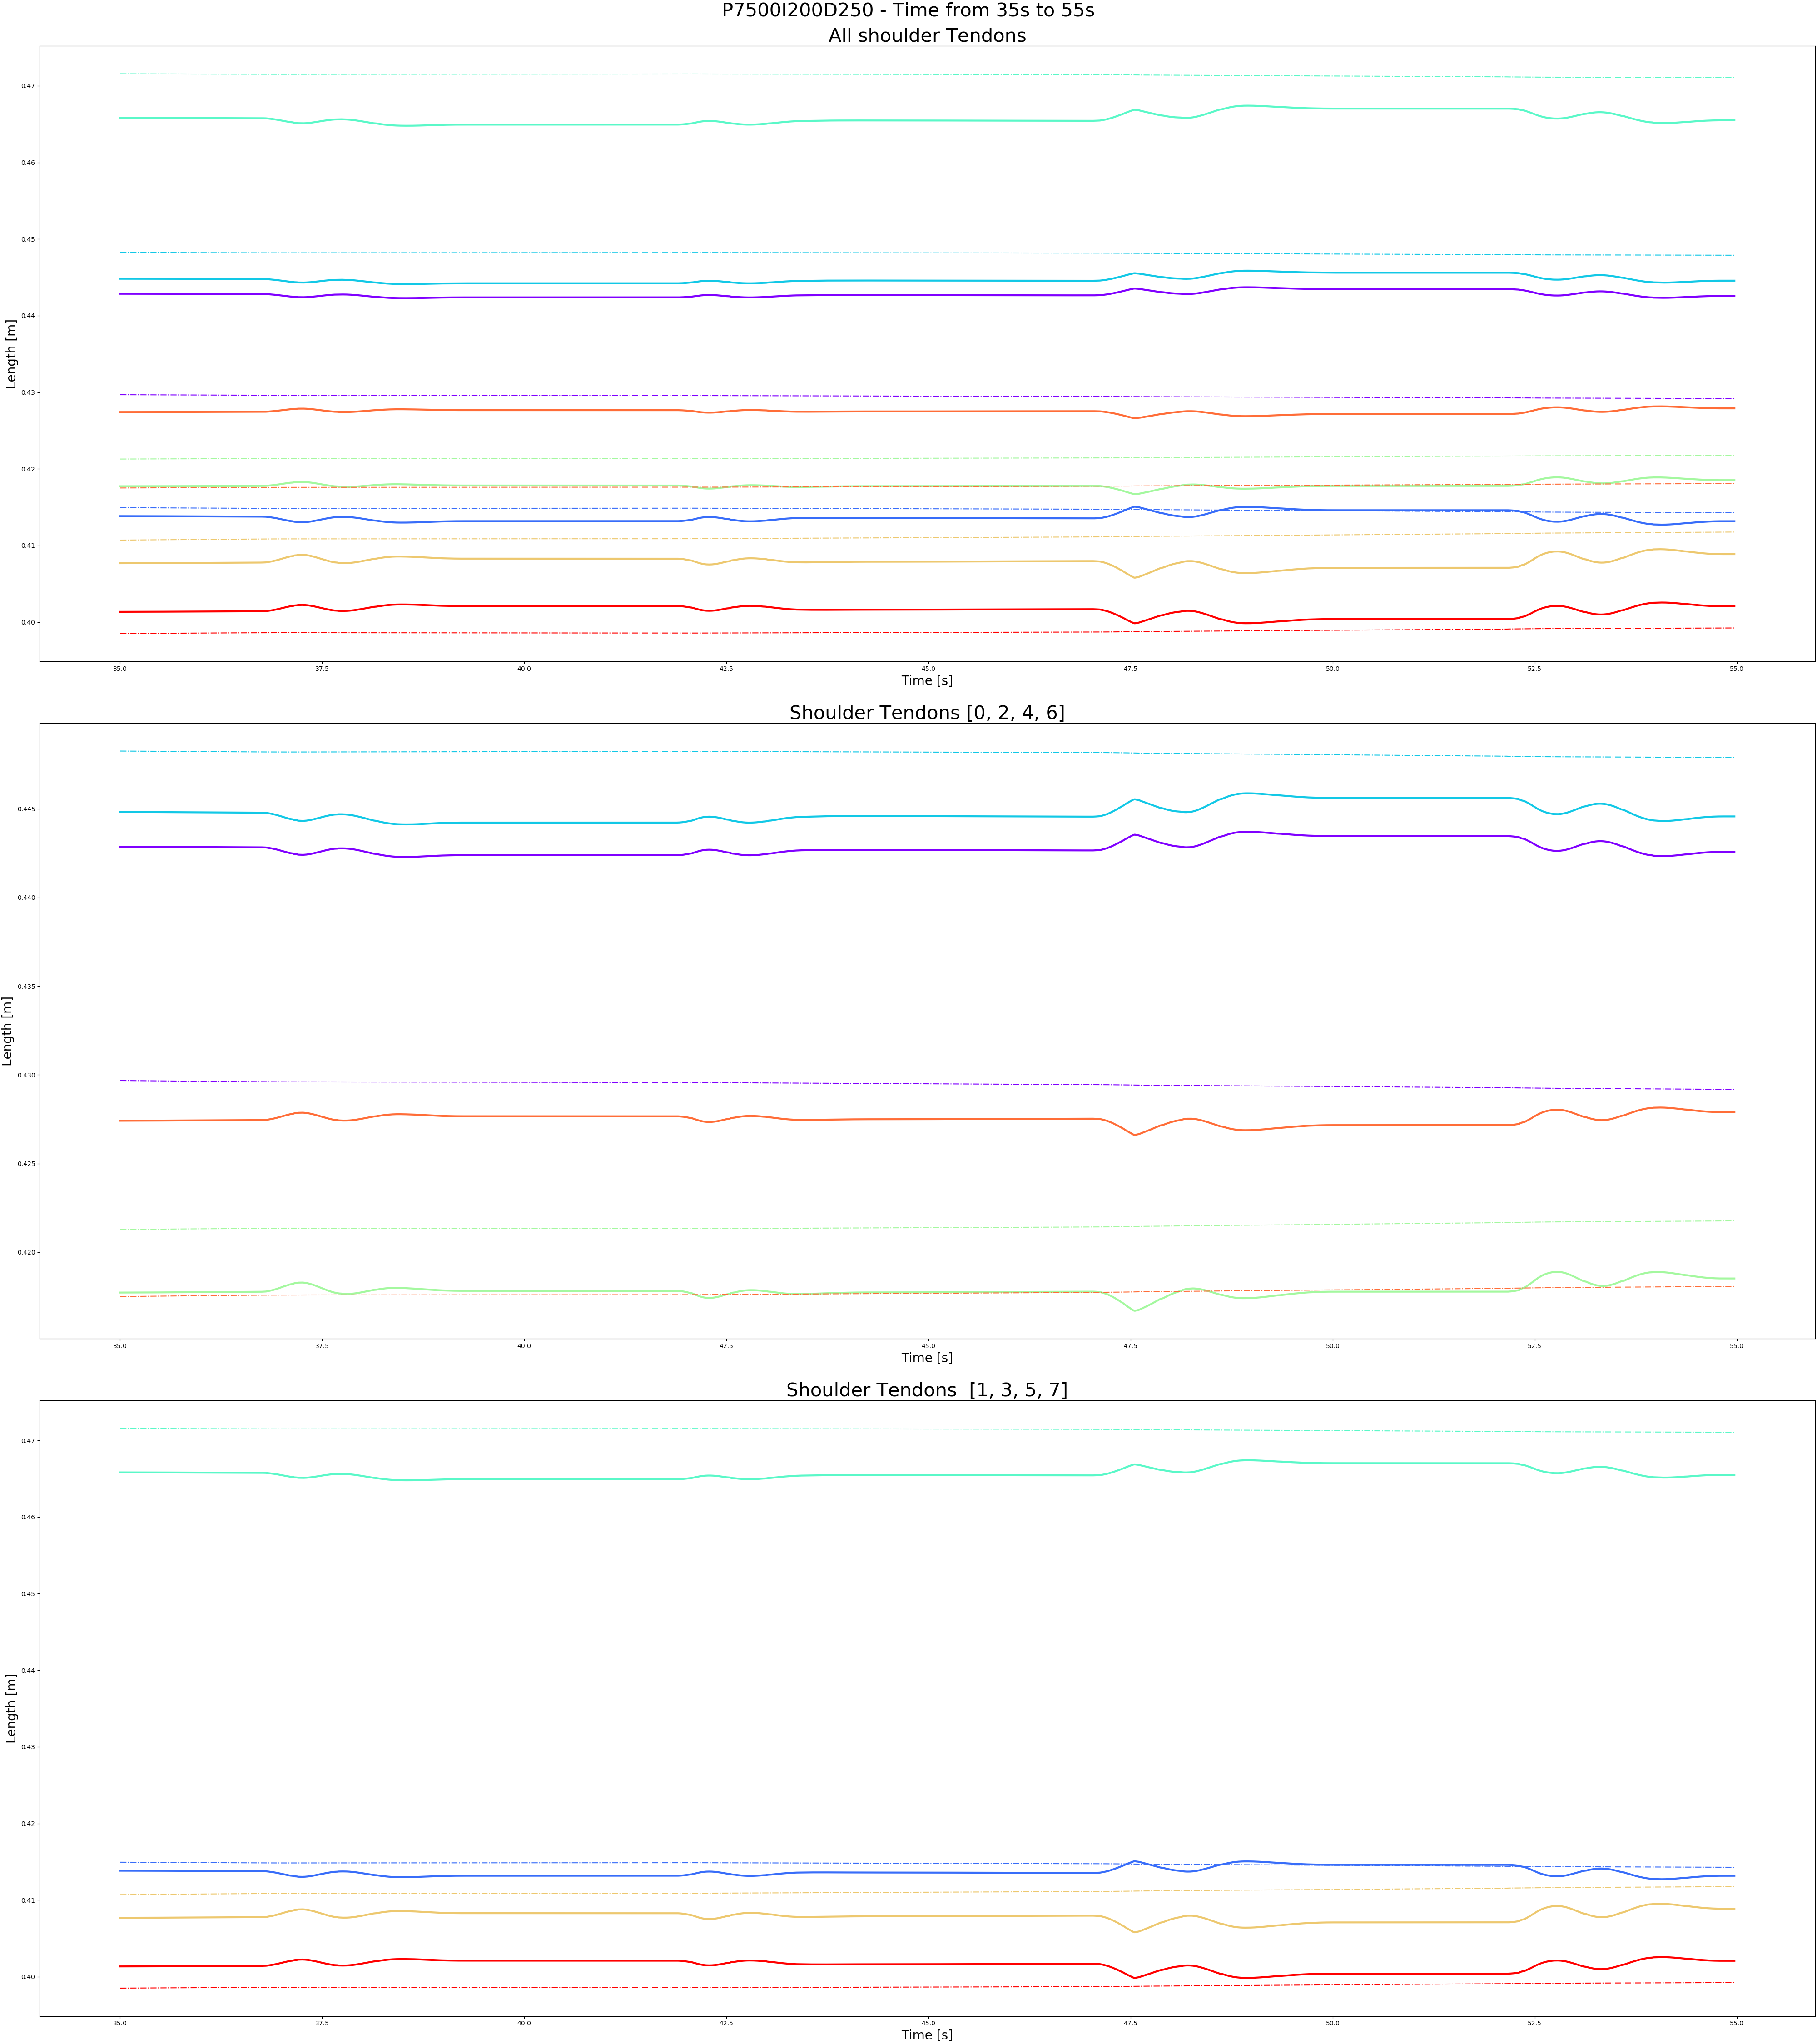 P7500I200D250 - Time from 35s to 55s
All shoulder Tendons
0.47
0.46
0.45
0.44
0.43
0.42
0.41
0.40
Length [m]
35.0 37.5 40.0 42.5 45.0 47.5 50.0 52.5 55.0
Time [s]
Shoulder Tendons [0, 2, 4, 6]
0.445
0.440
0.435
0.430
0.425
0.420
Length [m]
35.0 37.5 40.0 42.5 45.0 47.5 50.0 52.5 55.0
Time [s]
Shoulder Tendons [1, 3, 5, 7]
0.47
0.46
0.45
0.44
0.43
0.42
0.41
0.40
Length [m]
35.0 37.5 40.0 42.5 45.0 47.5 50.0 52.5 55.0
Time [s]